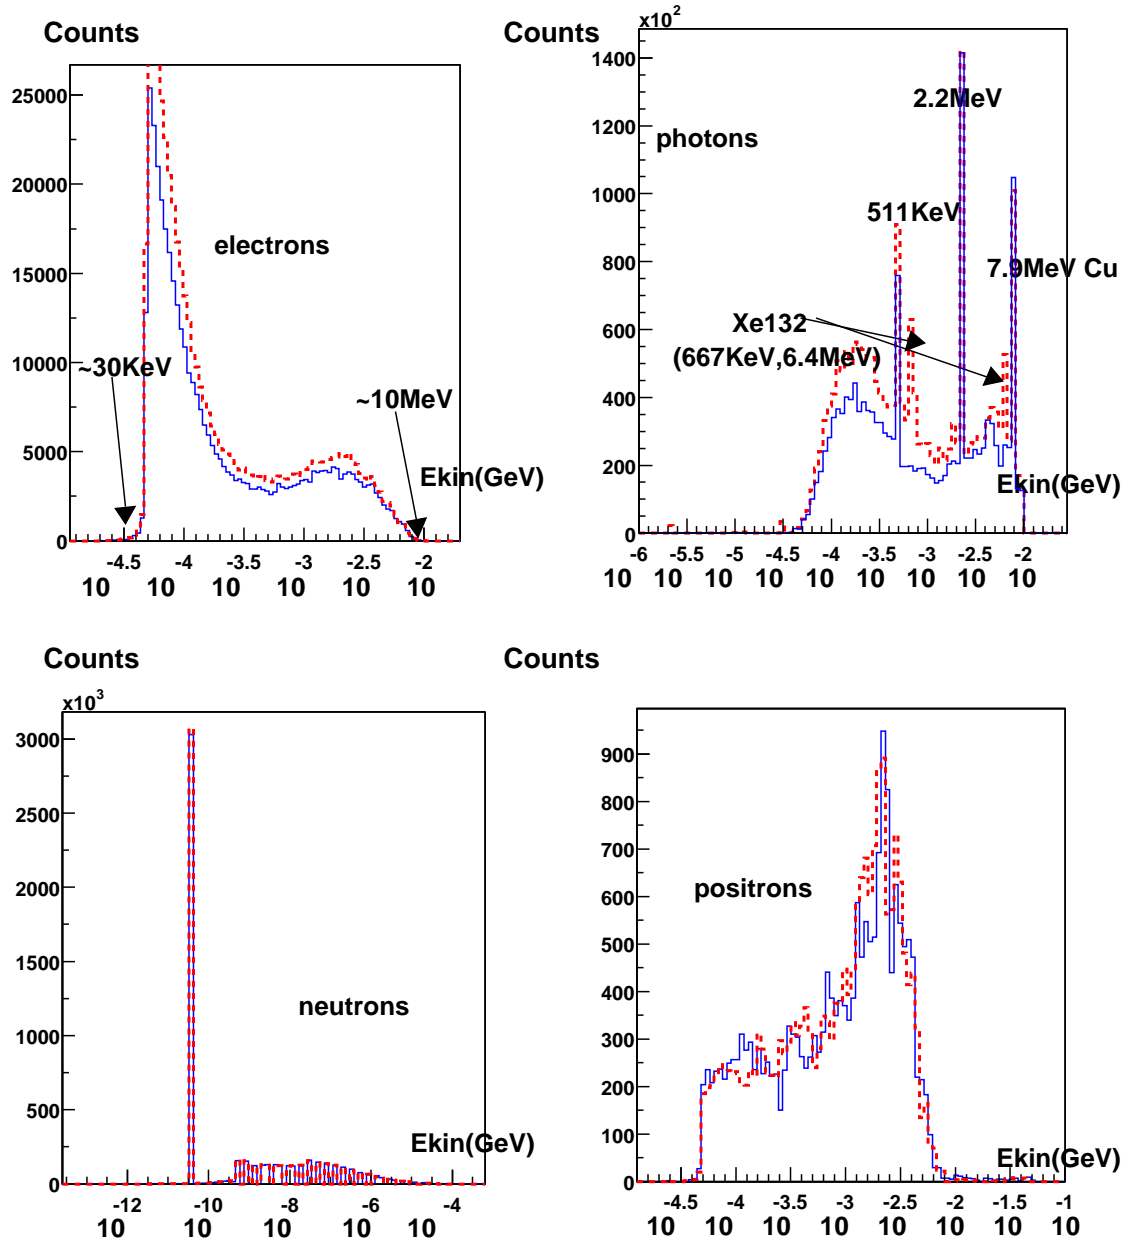 Counts
25000
20000
15000
10000
5000
0
electrons
~30KeV
~10MeV
Ekin(GeV)
10^-4.5 10^-4 10^-3.5 10^-3 10^-2.5 10^-2
Counts
x10^2
1400
1200
1000
800
600
400
200
0
photons
2.2MeV
511KeV
7.9MeV Cu
Xe132
(667KeV,6.4MeV)
Ekin(GeV)
10^-6 10^-5.5 10^-5 10^-4.5 10^-4 10^-3.5 10^-3 10^-2.5 10^-2
Counts
x10^3
3000
2500
2000
1500
1000
500
0
neutrons
Ekin(GeV)
10^-12 10^-10 10^-8 10^-6 10^-4
Counts
900
800
700
600
500
400
300
200
100
0
positrons
Ekin(GeV)
10^-4.5 10^-4 10^-3.5 10^-3 10^-2.5 10^-2 10^-1.5 10^-1